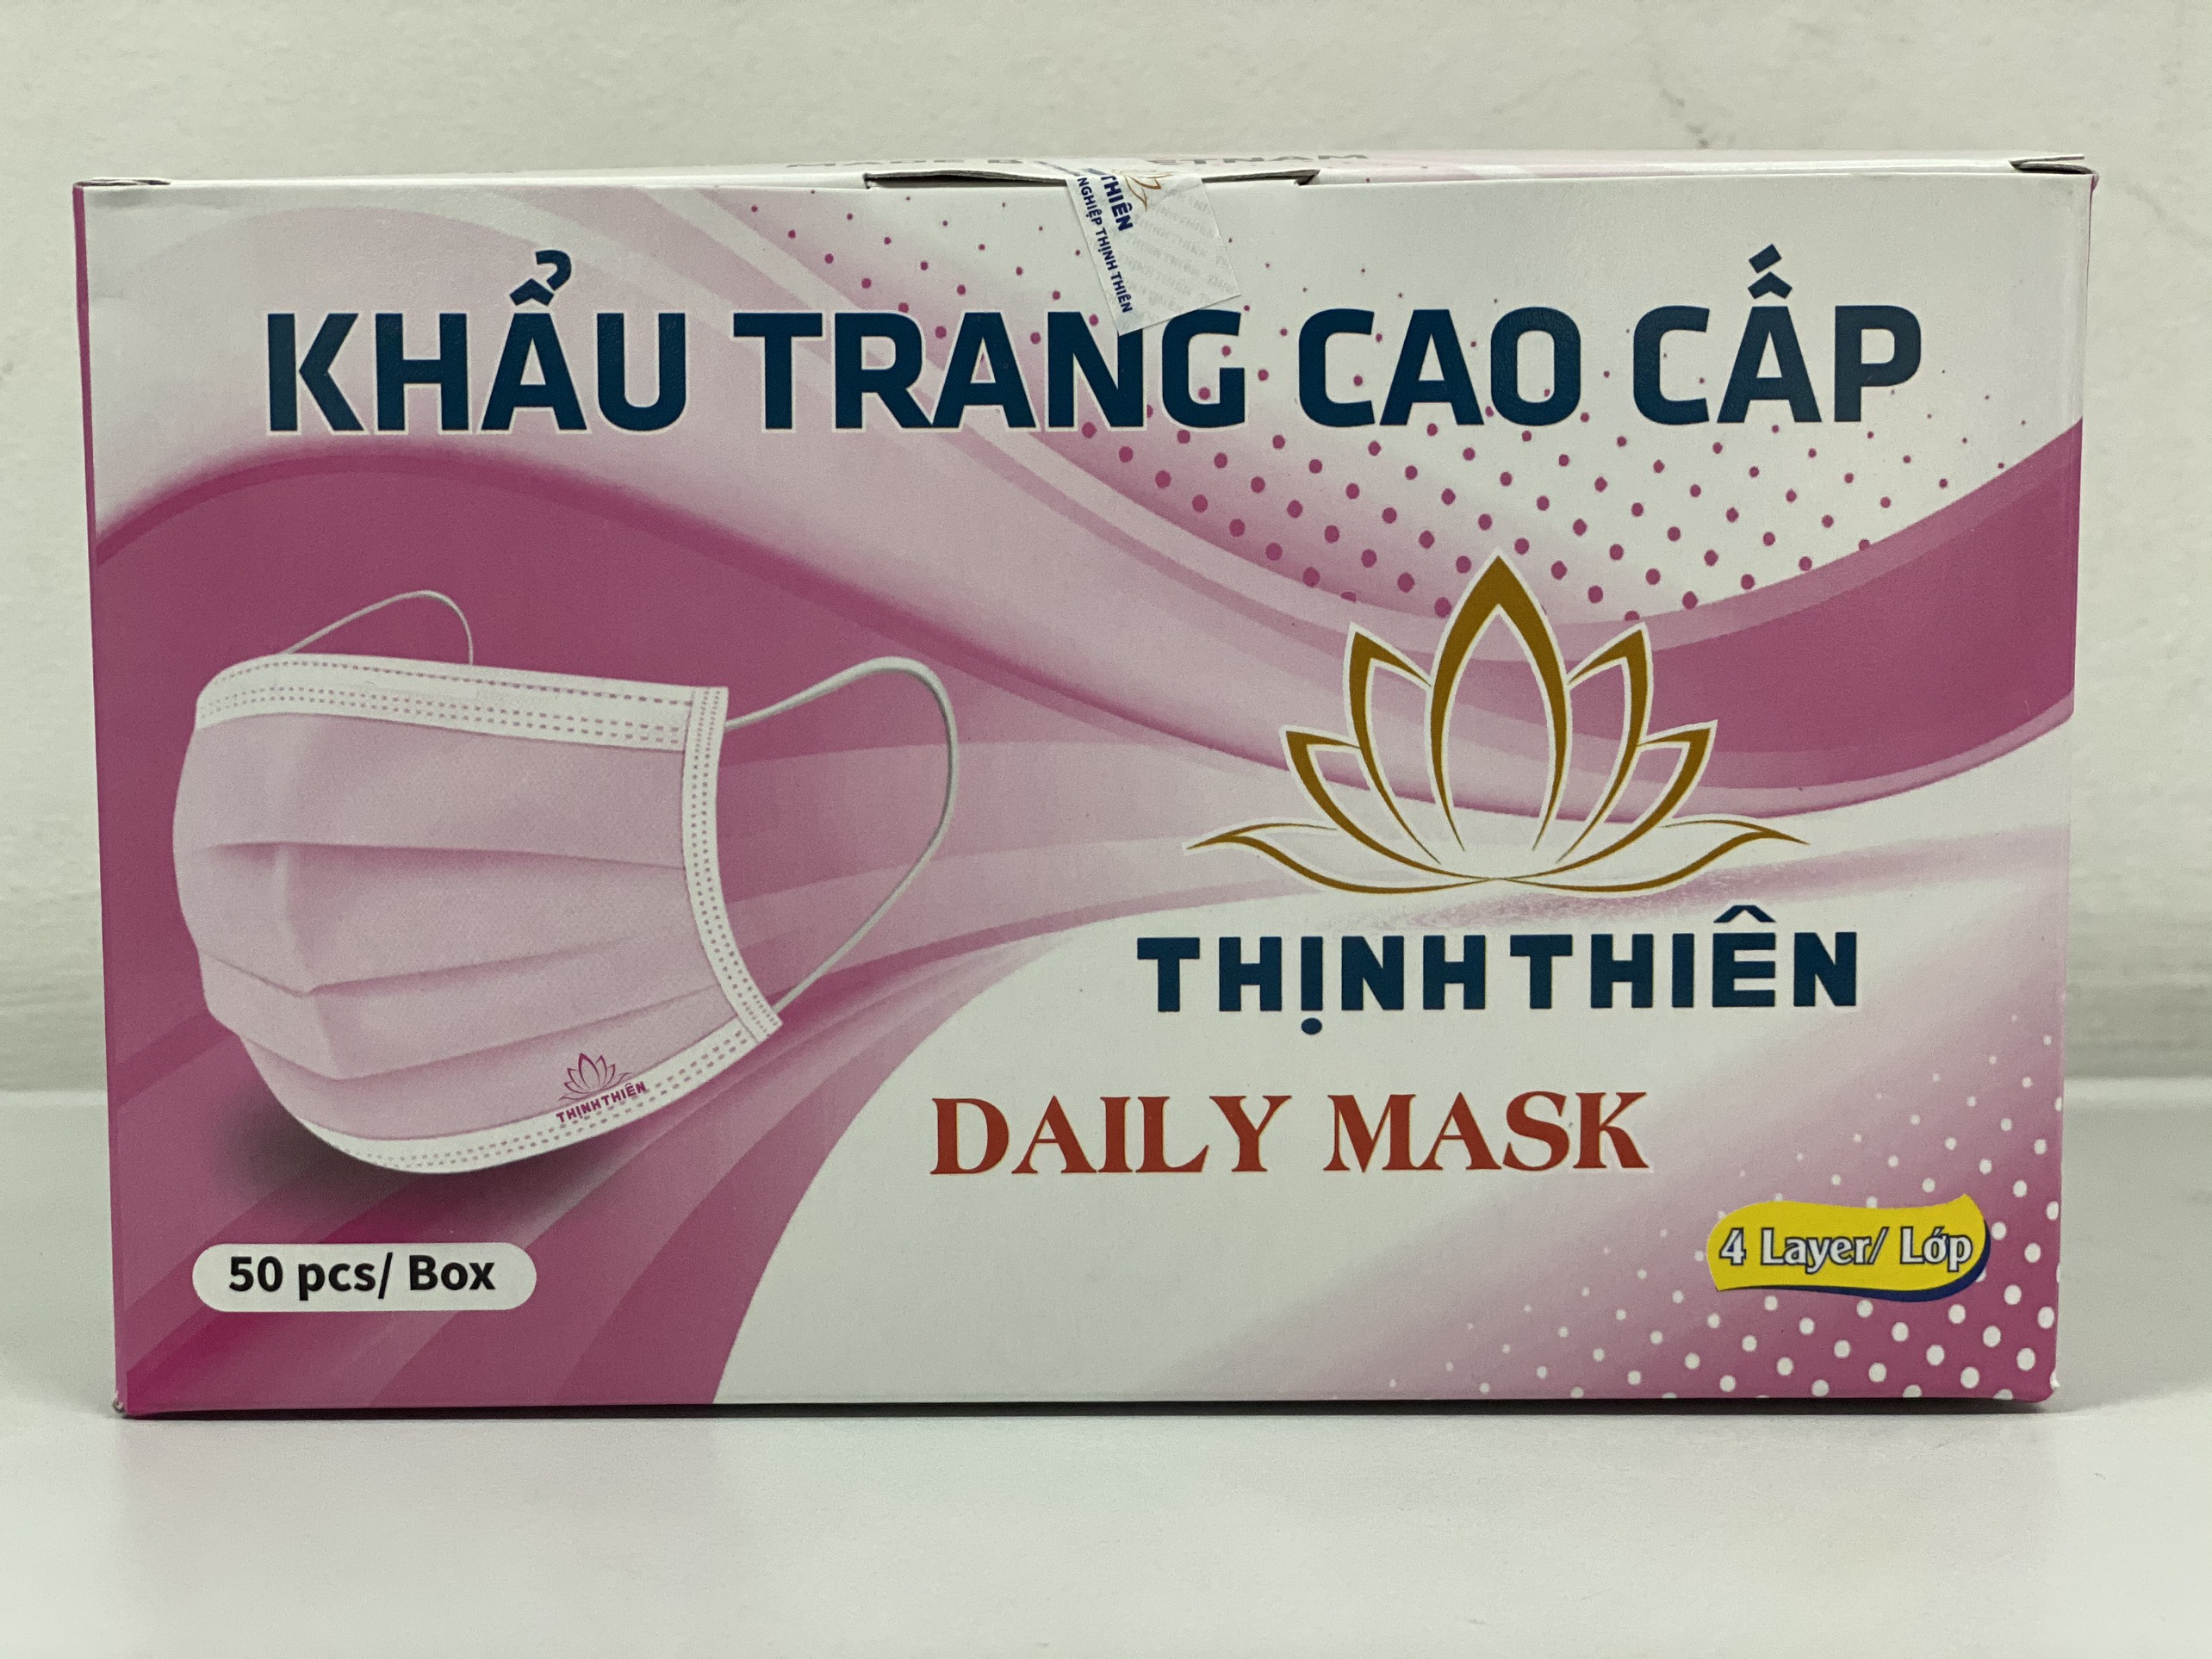 KHẨU TRANG CAO CẤP
THIÊN
NGHIỆP THỊNH THIÊN
THỊNH THIÊN
DAILY MASK
THỊNH THIÊN
50 pcs/ Box
4 Layer/ Lớp